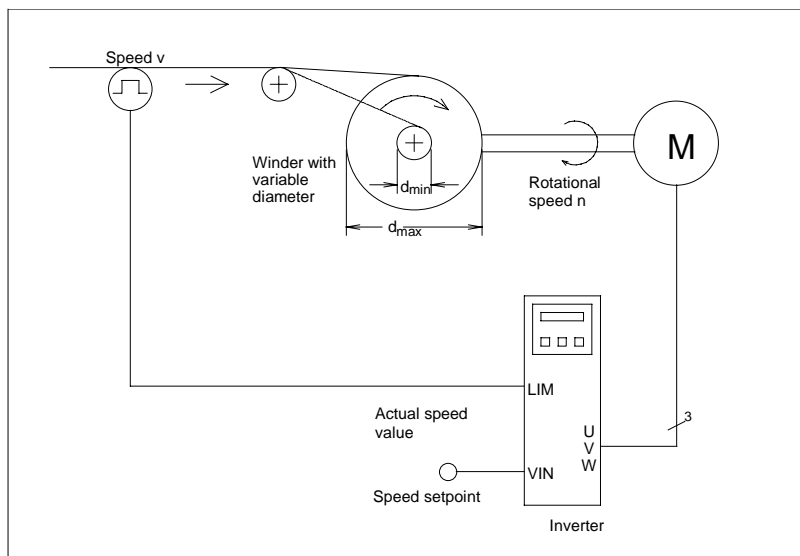 Speed v
M
Winder with
variable
diameter
dmin
Rotational
speed n
dmax
LIM
Actual speed
value
3
U
V
W
VIN
Speed setpoint
Inverter